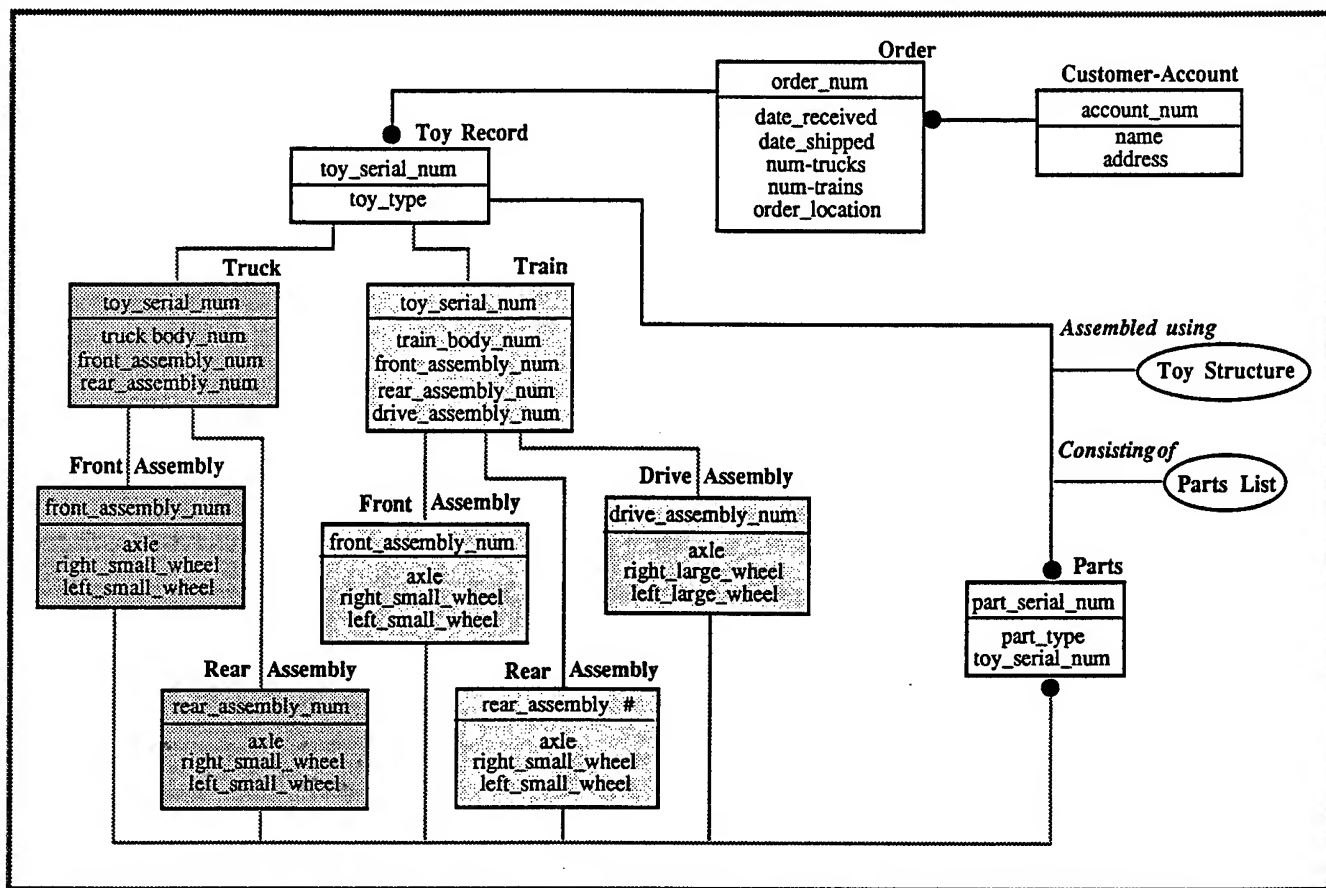 Order
order_num
date_received
date_shipped
num-trucks
num-trains
order_location
Customer-Account
account_num
name
address
Toy Record
toy_serial_num
toy_type
Truck
toy_serial_num
truck body_num
front_assembly_num
rear_assembly_num
Train
toy_serial_num
train_body_num
front_assembly_num
rear_assembly_num
drive_assembly_num
Assembled using
Toy Structure
Consisting of
Parts List
Front Assembly
front_assembly_num
axle
right_small_wheel
left_small_wheel
Front Assembly
front_assembly_num
axle
right_small_wheel
left_small_wheel
Drive Assembly
drive_assembly_num
axle
right_large_wheel
left_large_wheel
Parts
part_serial_num
part_type
toy_serial_num
Rear Assembly
rear_assembly_num
axle
right_small_wheel
left_small_wheel
Rear Assembly
rear_assembly #
axle
right_small_wheel
left_small_wheel